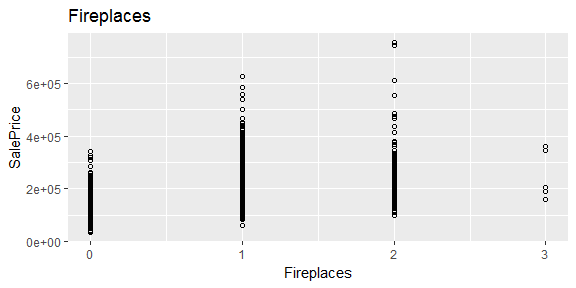 Fireplaces
6e+05
4e+05
2e+05
0e+00
SalePrice
0 1 2 3
Fireplaces